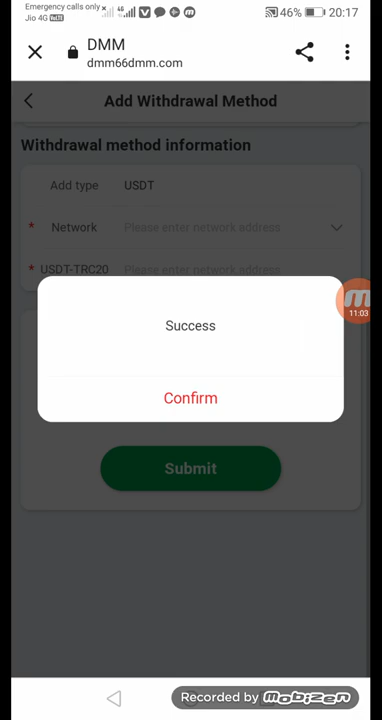 Emergency calls only
Jio 4G VoLTE
46% 20:17
DMM
dmm66dmm.com
Add Withdrawal Method
Withdrawal method information
Add type USDT
* Network Please enter network address
* USDT-TRC20 Please enter network address
Success
Confirm
11:03
Submit
Recorded by mobizen